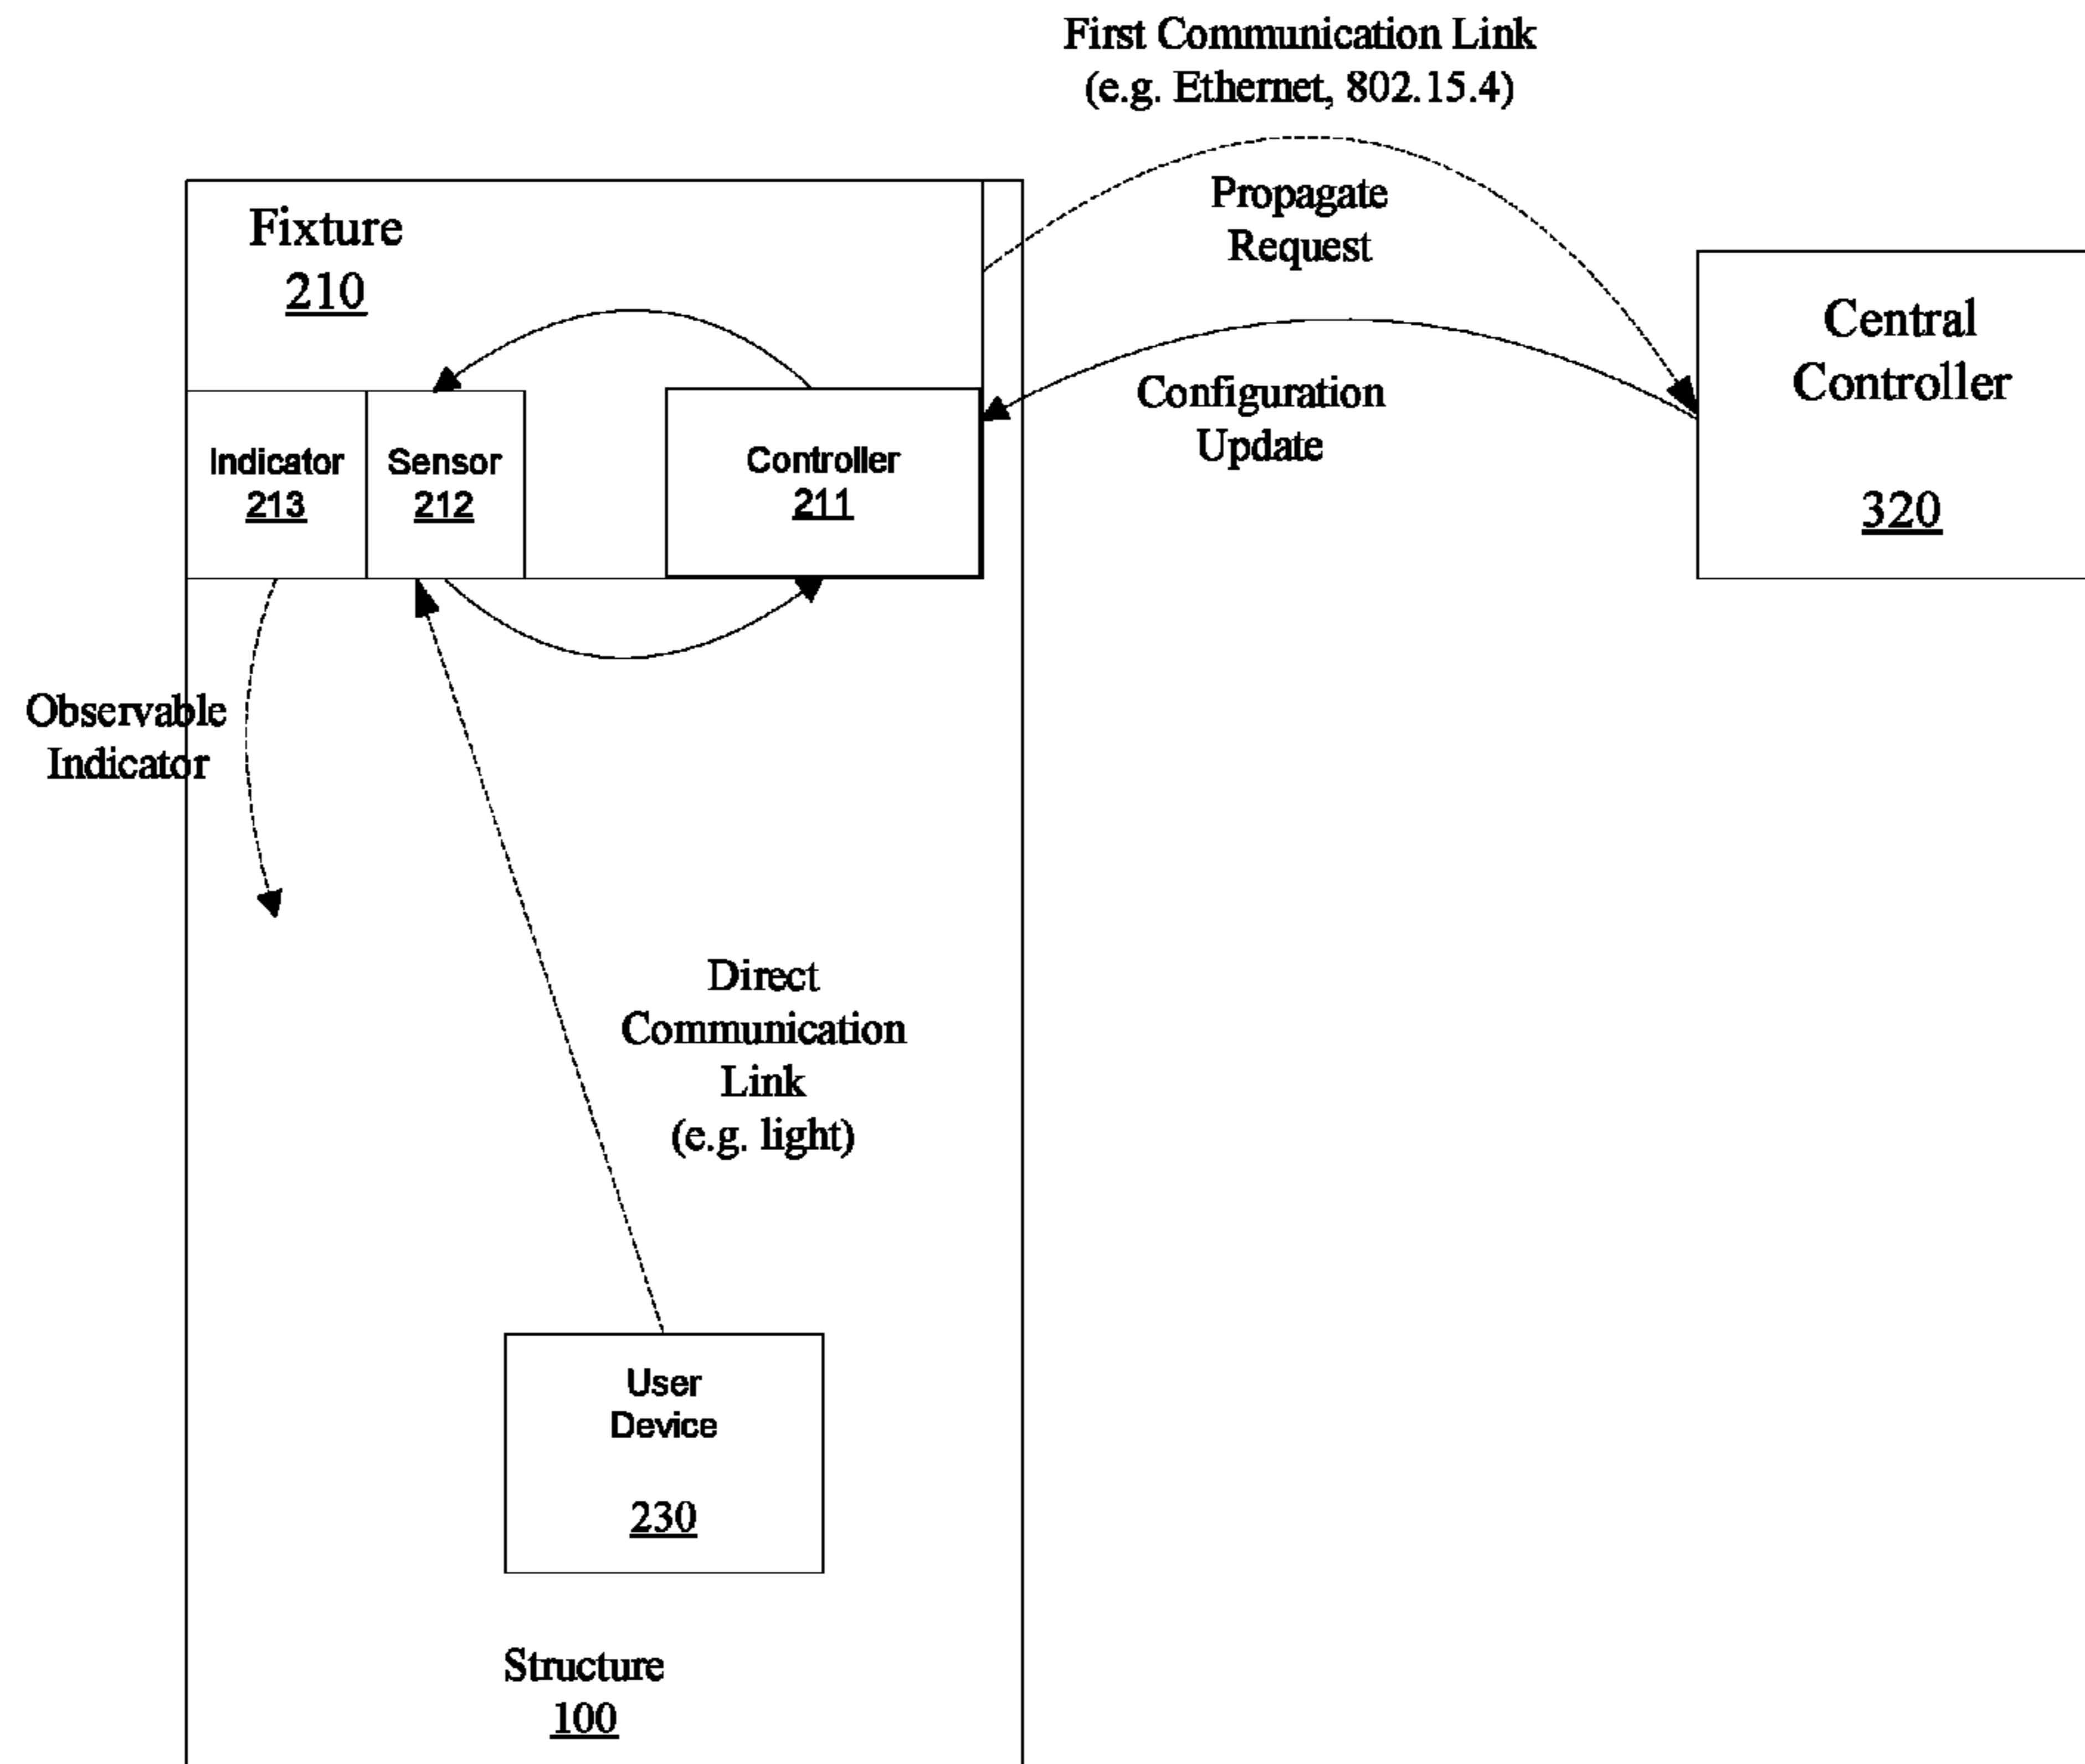 First Communication Link
(e.g. Ethernet, 802.15.4)
Propagate
Request
Fixture
210
Central
Controller
320
Configuration
Update
Indicator
213
Sensor
212
Controller
211
Observable
Indicator
Direct
Communication
Link
(e.g. light)
User
Device
230
Structure
100